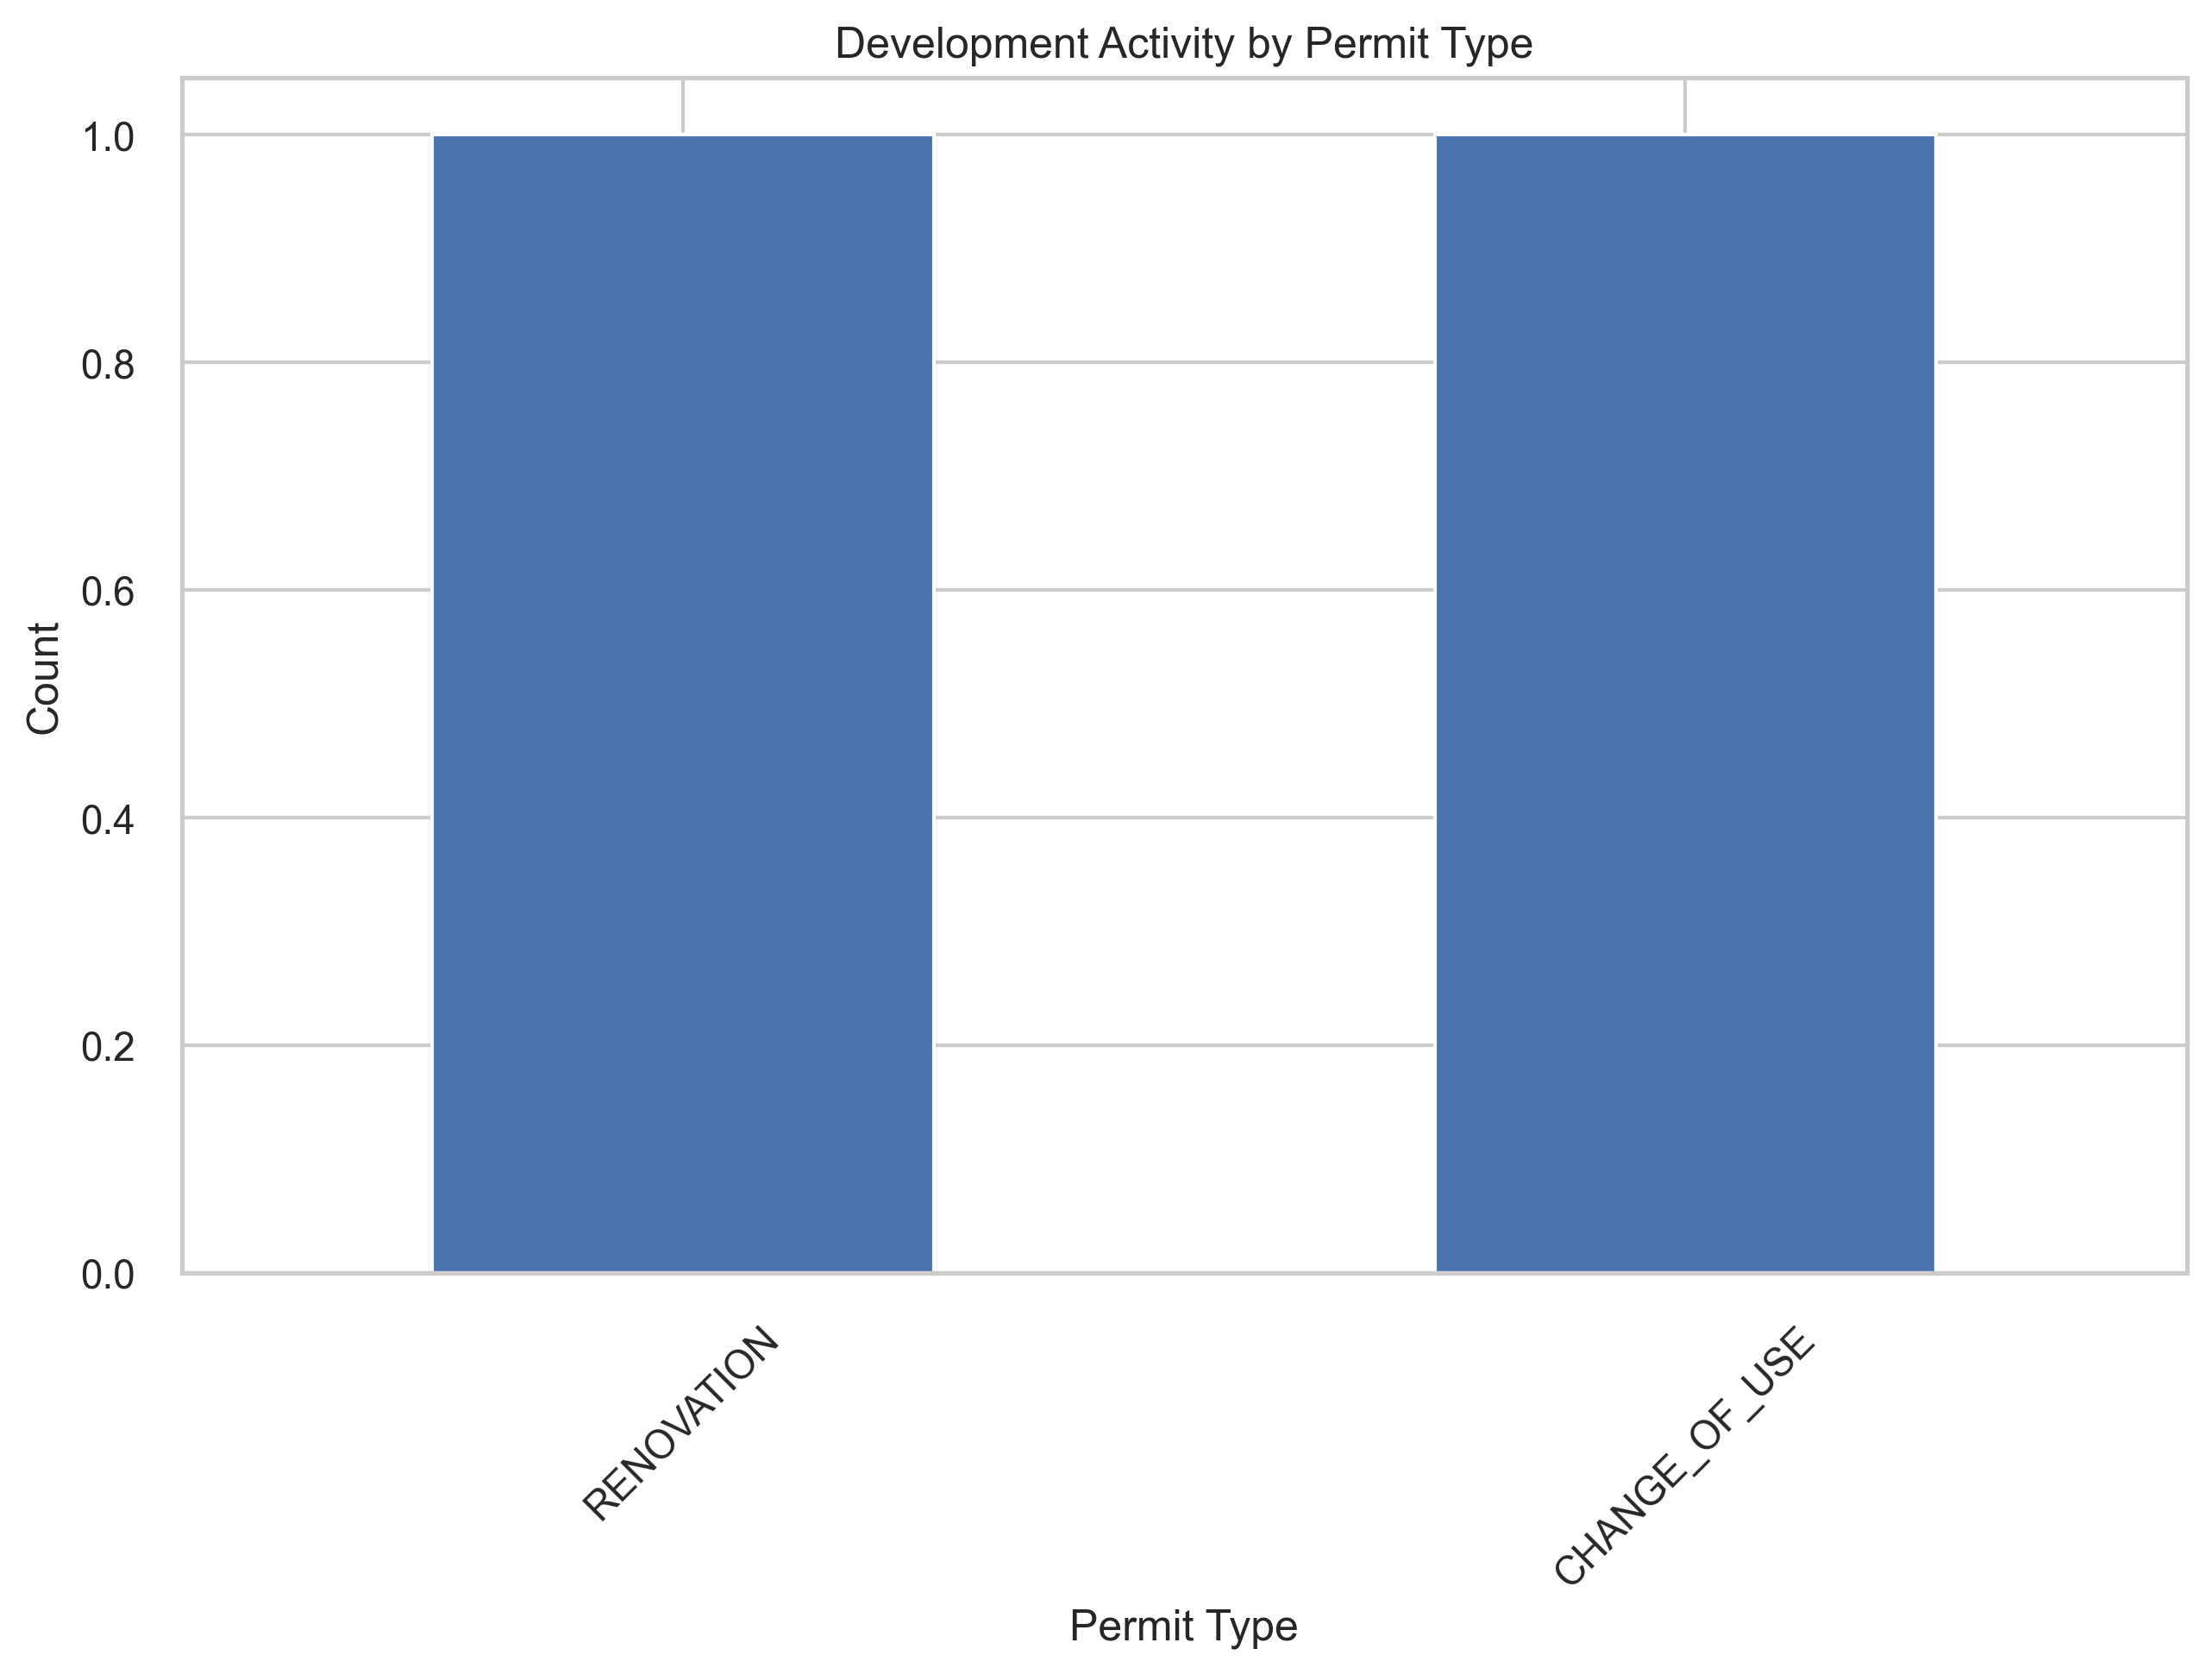 Development Activity by Permit Type
1.0
0.8
0.6
0.4
0.2
0.0
Count
RENOVATION
CHANGE_OF_USE
Permit Type